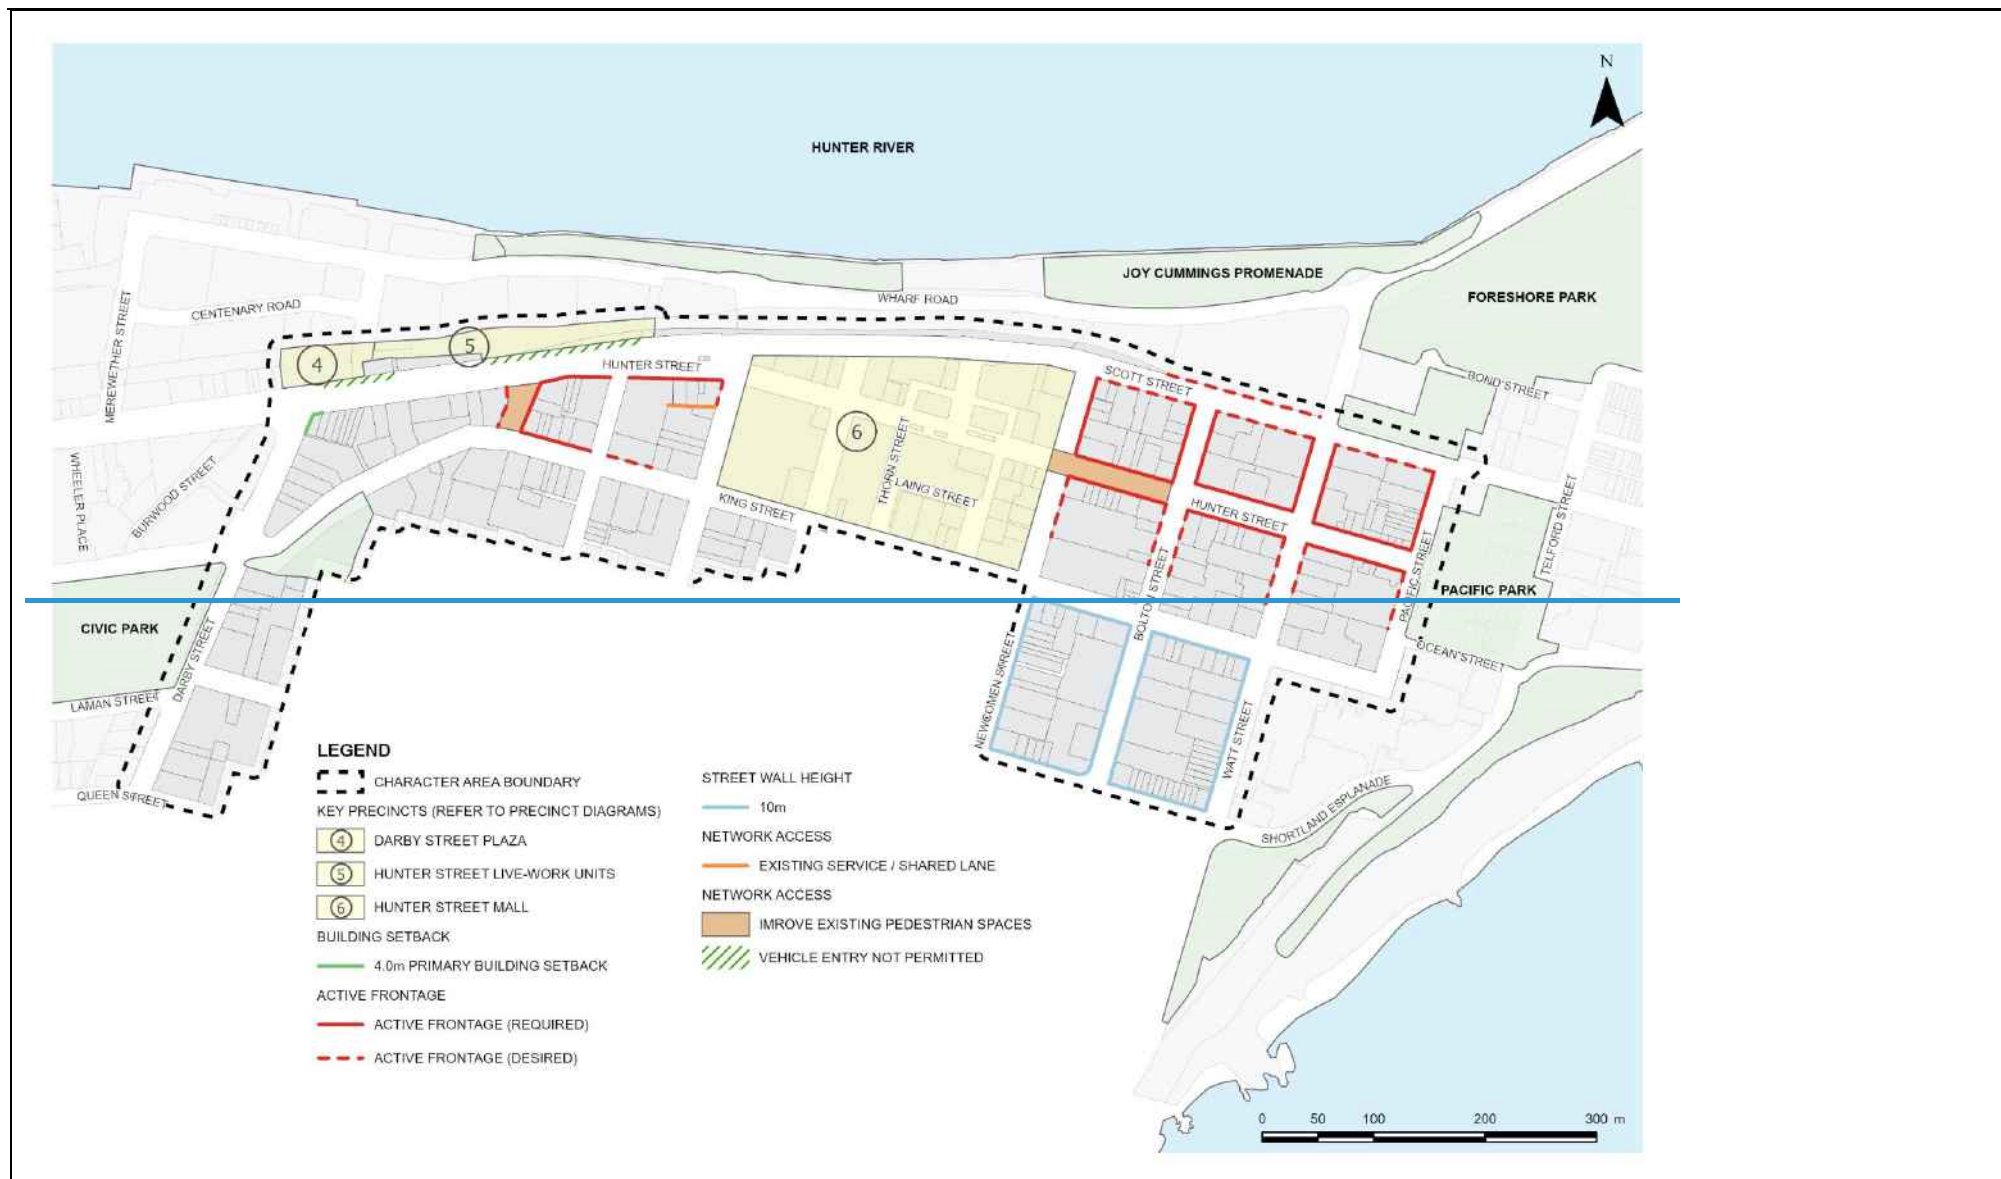 N
HUNTER RIVER
JOY CUMMINGS PROMENADE
FORESHORE PARK
WHARF ROAD
CENTENARY ROAD
MEREWETHER STREET
4
5
HUNTER STREET
SCOTT STREET
BOND STREET
6
THORN STREET
LAING STREET
KING STREET
HUNTER STREET
WHEELER PLACE
BURWOOD STREET
TELFORD STREET
BOLTON STREET
PACIFIC STREET
PACIFIC PARK
CIVIC PARK
DARBY STREET
OCEAN STREET
LAMAN STREET
NEWCOMEN STREET
WATT STREET
QUEEN STREET
SHORTLAND ESPLANADE
LEGEND
CHARACTER AREA BOUNDARY
KEY PRECINCTS (REFER TO PRECINCT DIAGRAMS)
4 DARBY STREET PLAZA
5 HUNTER STREET LIVE-WORK UNITS
6 HUNTER STREET MALL
BUILDING SETBACK
4.0m PRIMARY BUILDING SETBACK
ACTIVE FRONTAGE
ACTIVE FRONTAGE (REQUIRED)
ACTIVE FRONTAGE (DESIRED)
STREET WALL HEIGHT
10m
NETWORK ACCESS
EXISTING SERVICE / SHARED LANE
NETWORK ACCESS
IMROVE EXISTING PEDESTRIAN SPACES
VEHICLE ENTRY NOT PERMITTED
0 50 100 200 300 m